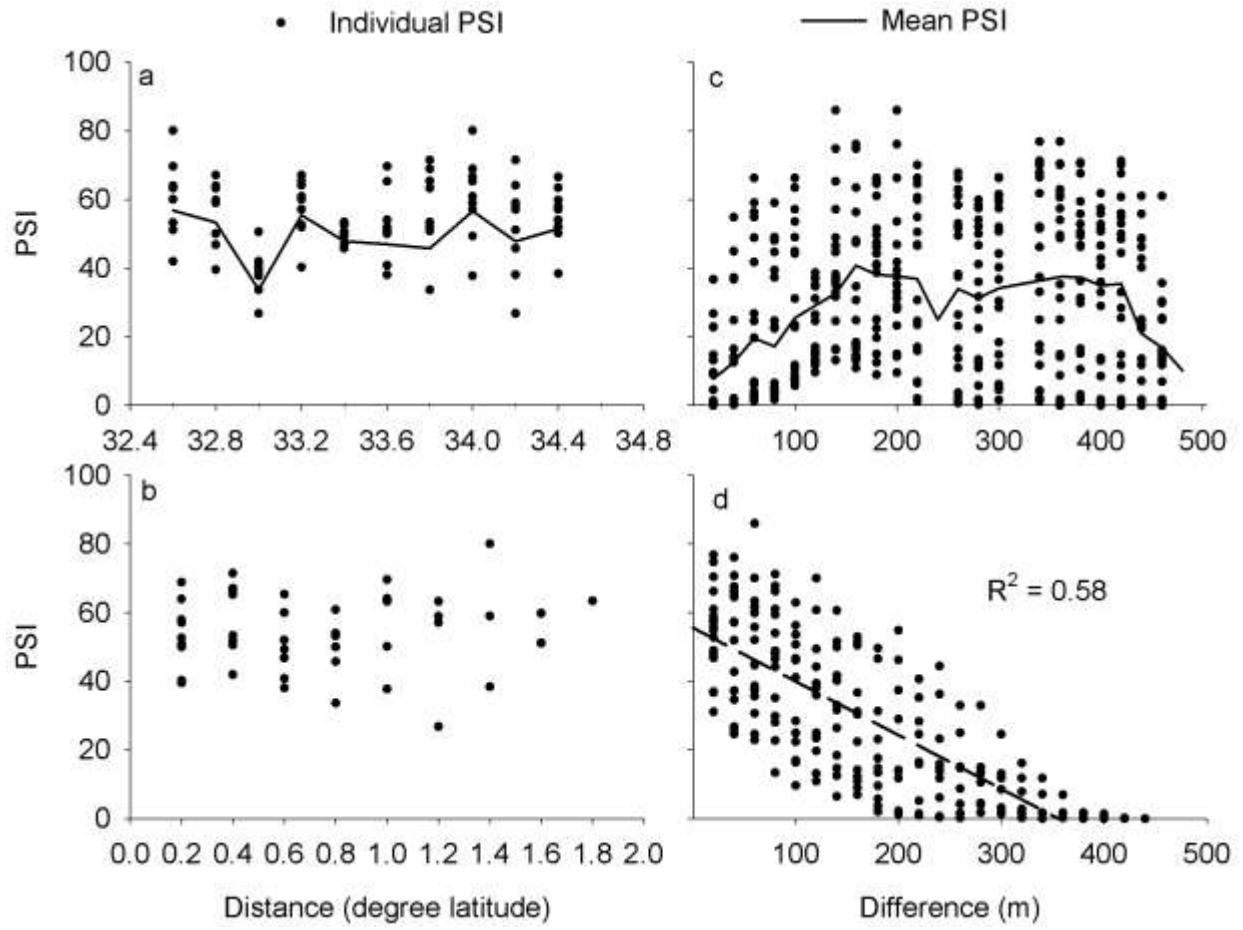 Individual PSI
Mean PSI
a
c
100
80
60
40
20
0
PSI
32.4 32.8 33.2 33.6 34.0 34.4 34.8
100 200 300 400 500
b
d
100
80
60
40
20
0
PSI
R² = 0.58
0.0 0.2 0.4 0.6 0.8 1.0 1.2 1.4 1.6 1.8 2.0
100 200 300 400 500
Distance (degree latitude)
Difference (m)